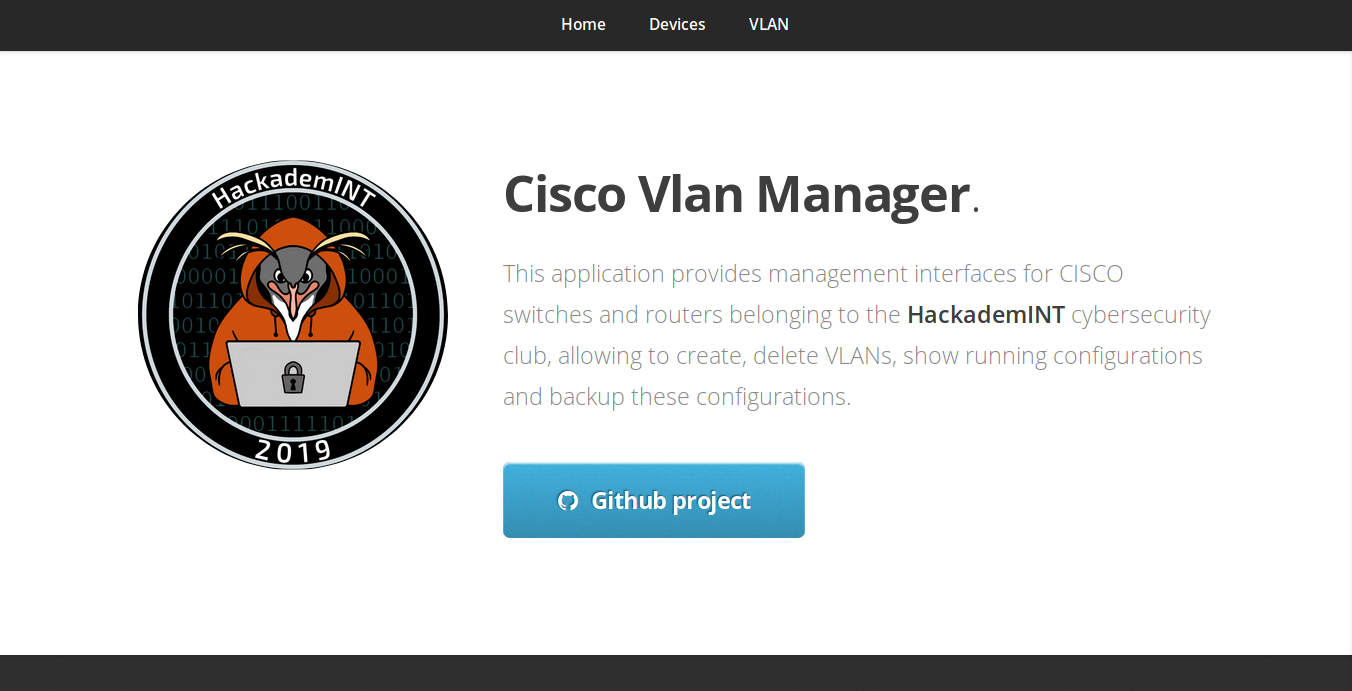 Home Devices VLAN
HackademINT
2019
Cisco Vlan Manager.
This application provides management interfaces for CISCO
switches and routers belonging to the HackademINT cybersecurity
club, allowing to create, delete VLANs, show running configurations
and backup these configurations.
Github project